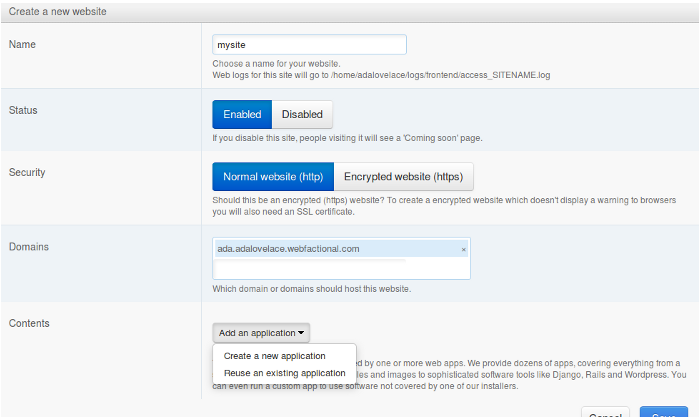 Create a new website
Name
mysite
Choose a name for your website.
Web logs for this site will go to /home/adalovelace/logs/frontend/access_SITENAME.log
Status
Enabled Disabled
If you disable this site, people visiting it will see a 'Coming soon' page.
Security
Normal website (http) Encrypted website (https)
Should this be an encrypted (https) website? To create a encrypted website which doesn't display a warning to browsers
you will also need an SSL certificate.
Domains
ada.adalovelace.webfactional.com ×
Which domain or domains should host this website.
Contents
Add an application
Create a new application
by one or more web apps. We provide dozens of apps, covering everything from a
Reuse an existing application
and images to sophisticated software tools like Django, Rails and Wordpress. You
can even run a custom app to use software not covered by one of our installers.
Cancel Save